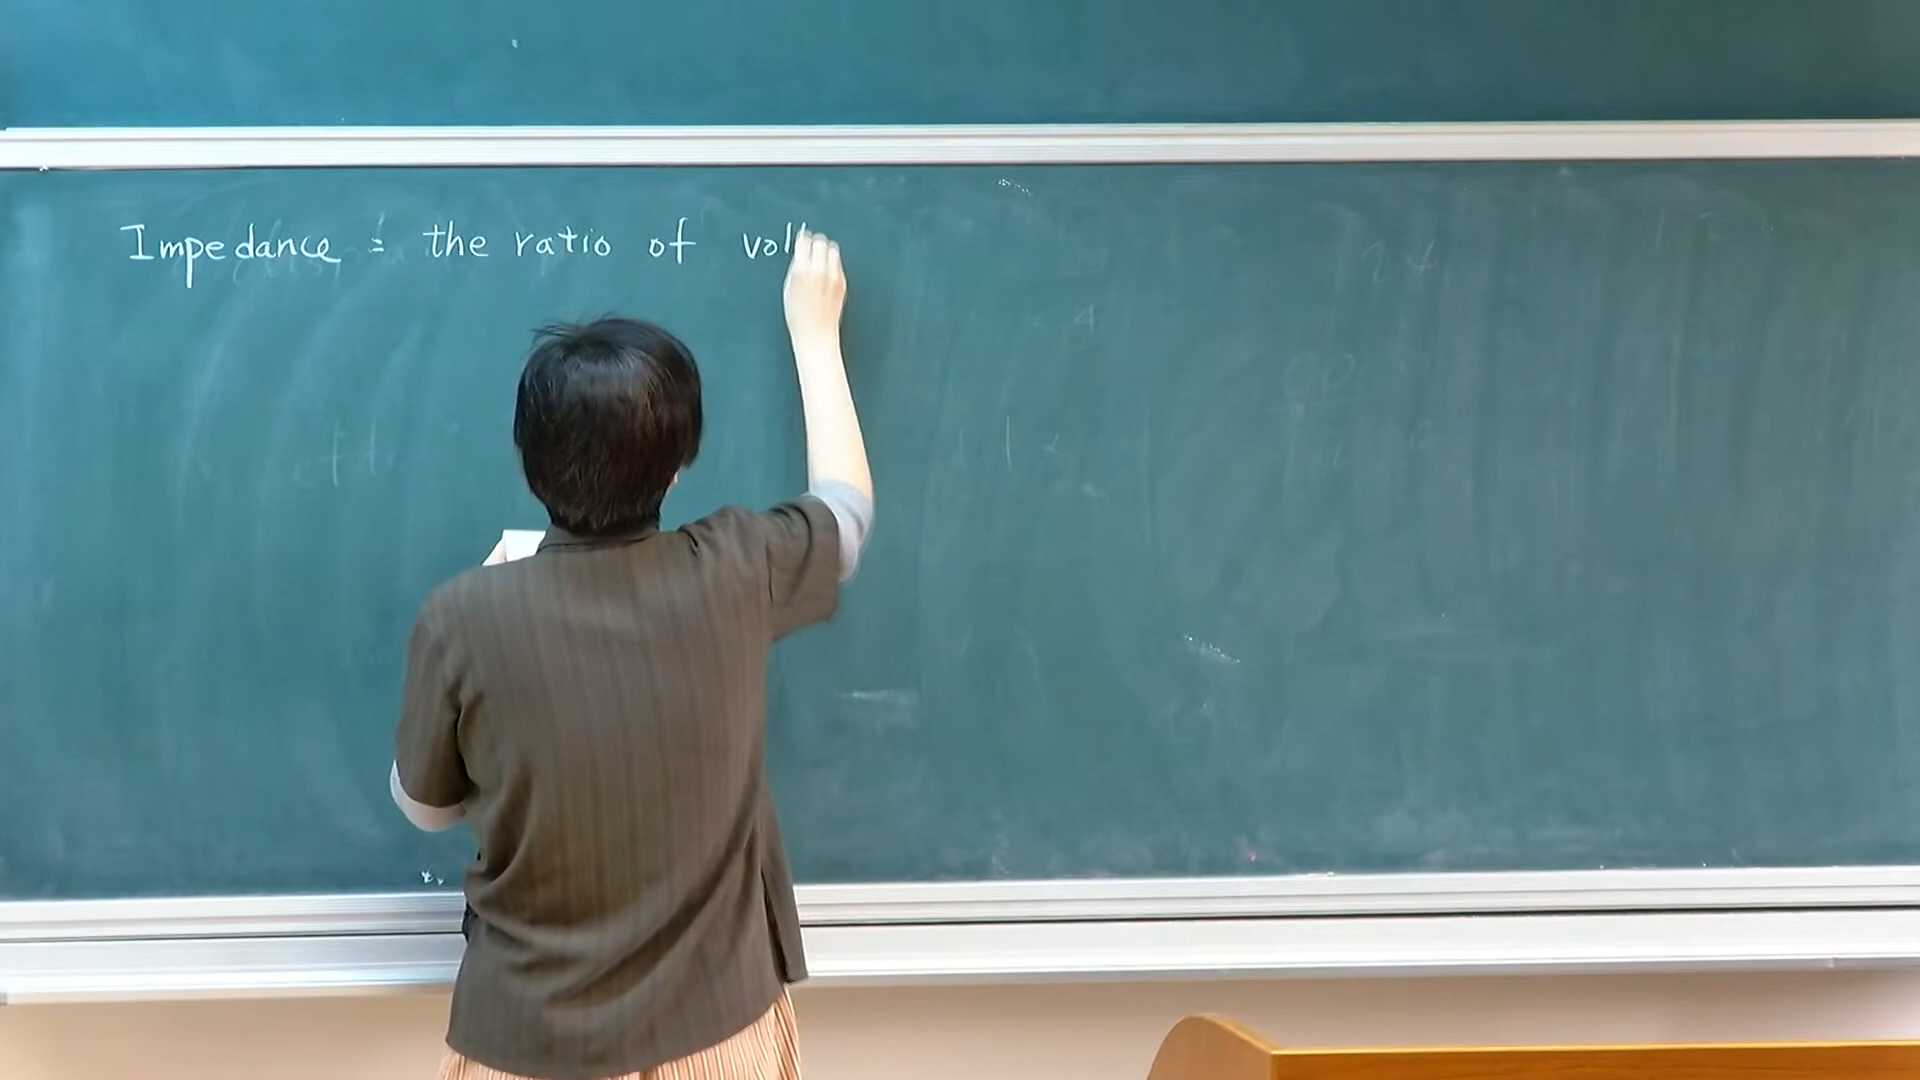 Impedance = the ratio of vol